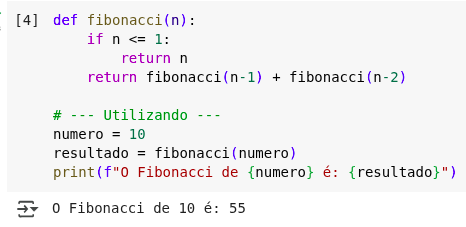 [4] def fibonacci(n):
        if n <= 1:
            return n
        return fibonacci(n-1) + fibonacci(n-2)

    # --- Utilizando ---
    numero = 10
    resultado = fibonacci(numero)
    print(f"O Fibonacci de {numero} é: {resultado}")
O Fibonacci de 10 é: 55